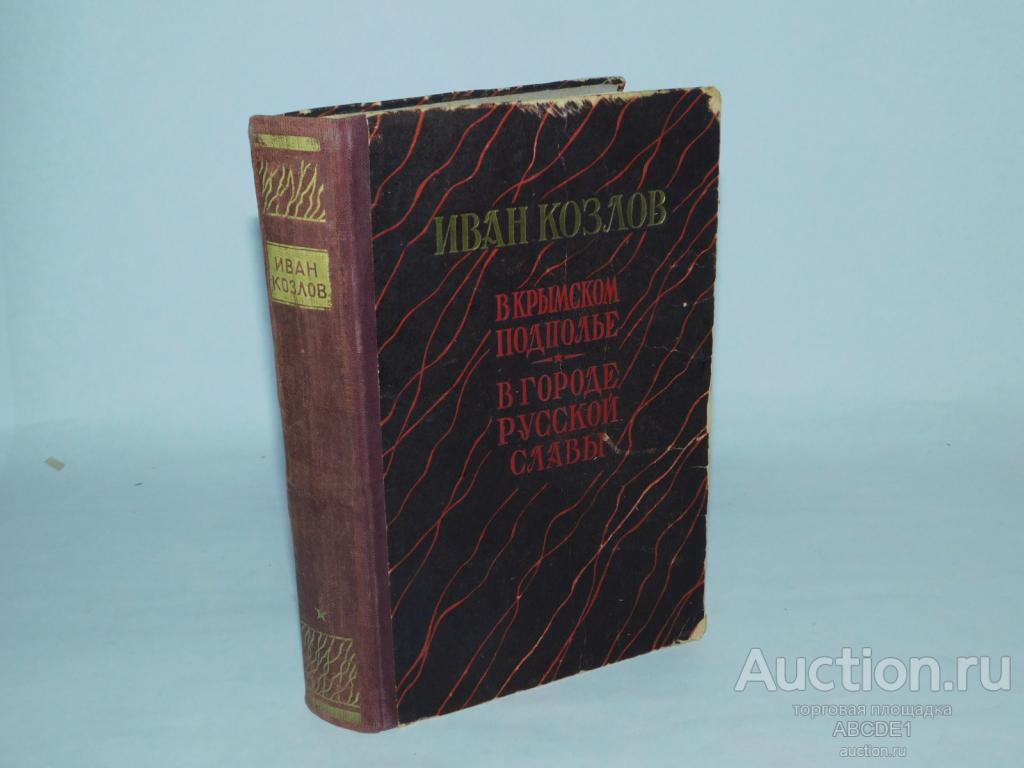 ИВАН
КОЗЛОВ
ИВАН КОЗЛОВ
В КРЫМСКОМ
ПОДПОЛЬЕ
В ГОРОДЕ
РУССКОЙ
СЛАВЫ
Auction.ru
торговая площадка
ABCDE1
auction.ru